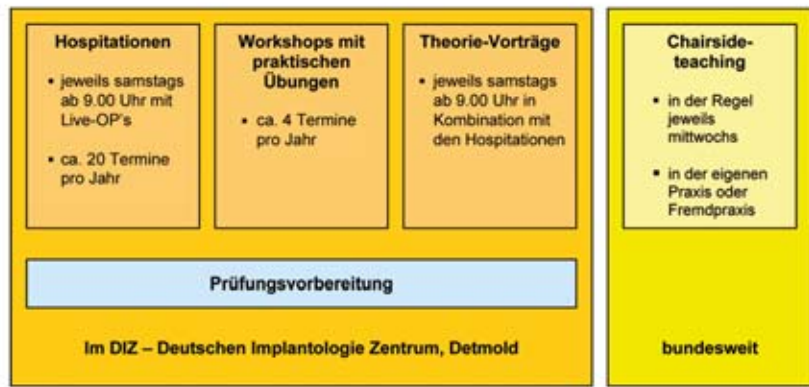 Hospitationen
▪ jeweils samstags
ab 9.00 Uhr mit
Live-OP's
▪ ca. 20 Termine
pro Jahr
Workshops mit
praktischen
Übungen
▪ ca. 4 Termine
pro Jahr
Theorie-Vorträge
▪ jeweils samstags
ab 9.00 Uhr in
Kombination mit
den Hospitationen
Prüfungsvorbereitung
Im DIZ – Deutschen Implantologie Zentrum, Detmold
Chairside-
teaching
▪ in der Regel
jeweils
mittwochs
▪ in der eigenen
Praxis oder
Fremdpraxis
bundesweit